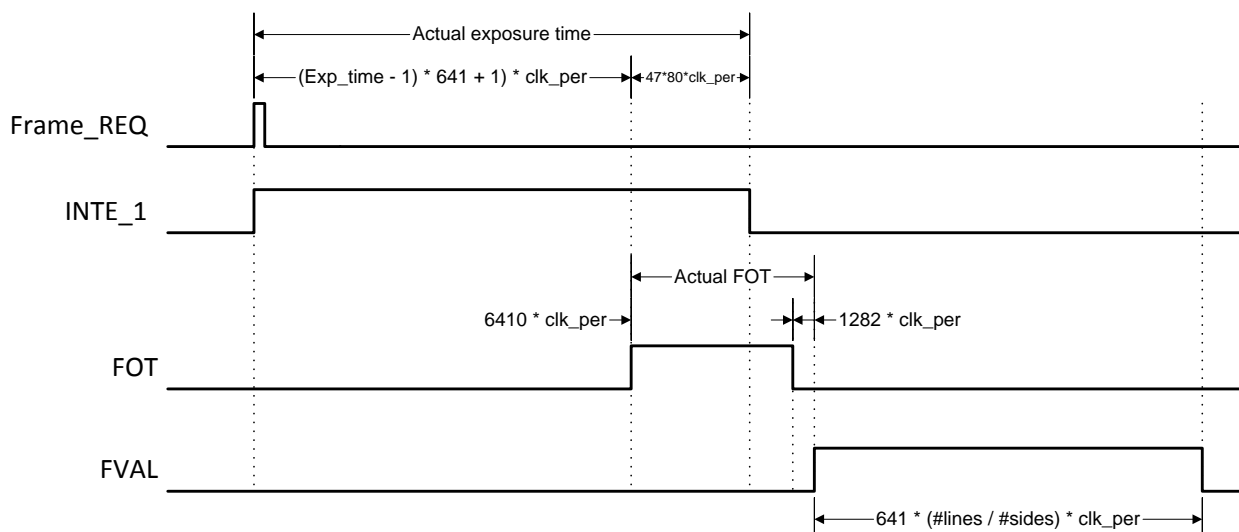 Actual exposure time
(Exp_time - 1) * 641 + 1) * clk_per
47*80*clk_per
Frame_REQ
INTE_1
Actual FOT
6410 * clk_per
1282 * clk_per
FOT
FVAL
641 * (#lines / #sides) * clk_per